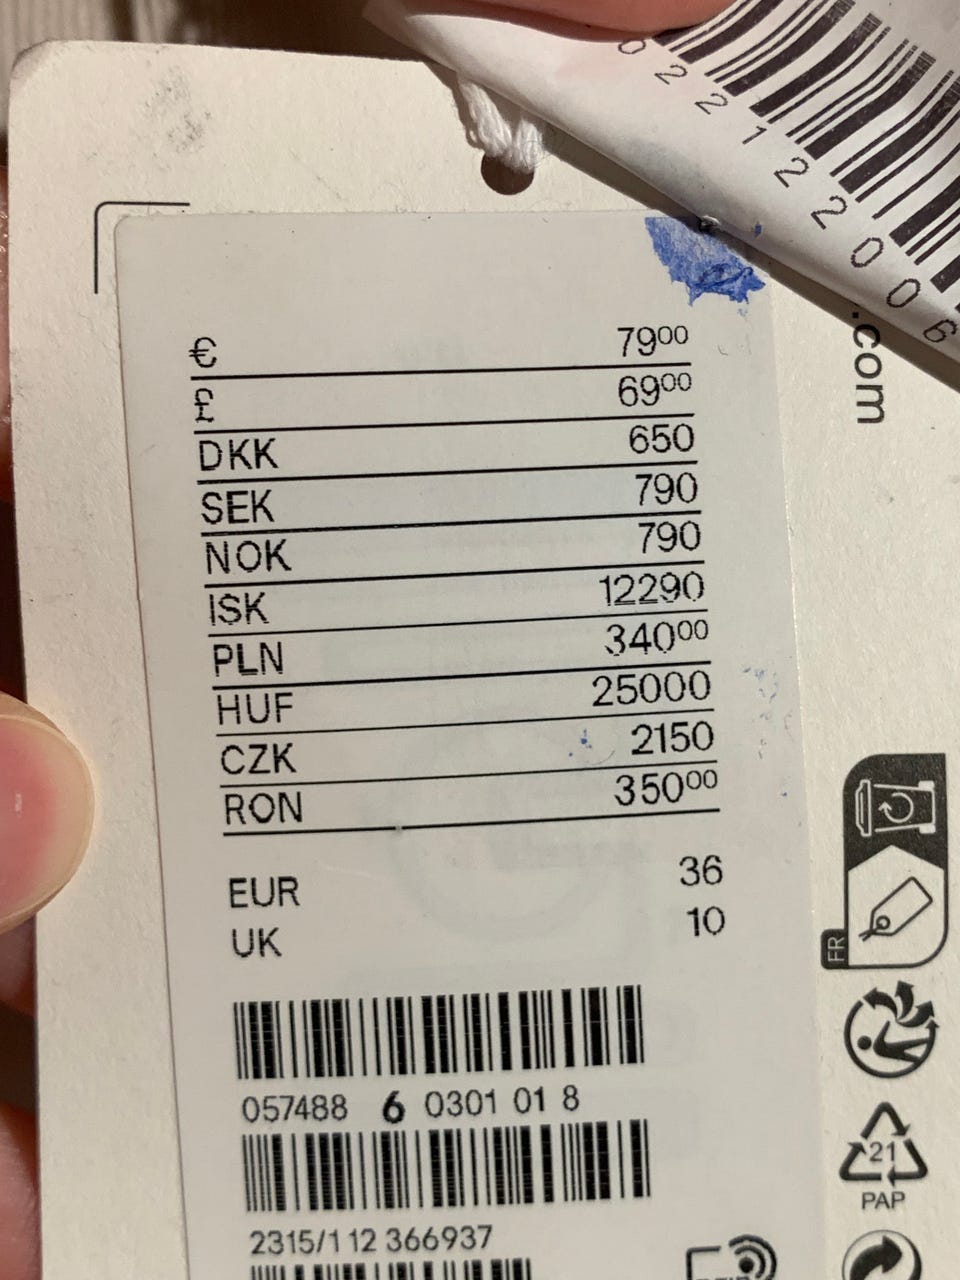 0221220069
.com
€ 79⁰⁰
£ 69⁰⁰
DKK 650
SEK 790
NOK 790
ISK 12290
PLN 340⁰⁰
HUF 25000
CZK 2150
RON 350⁰⁰
EUR 36
UK 10
FR
057488 6 0301 01 8
21
PAP
2315/1 12 366937